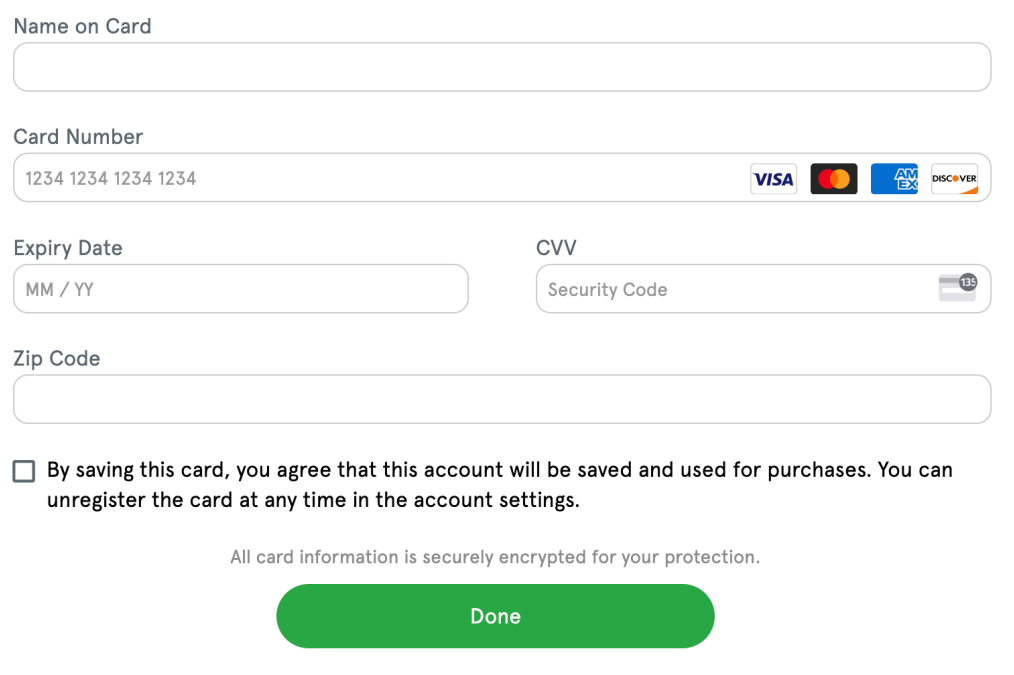 Name on Card
Card Number
1234 1234 1234 1234 VISA AM EX DISCOVER
Expiry Date CVV
MM / YY Security Code 135
Zip Code
By saving this card, you agree that this account will be saved and used for purchases. You can
unregister the card at any time in the account settings.
All card information is securely encrypted for your protection.
Done